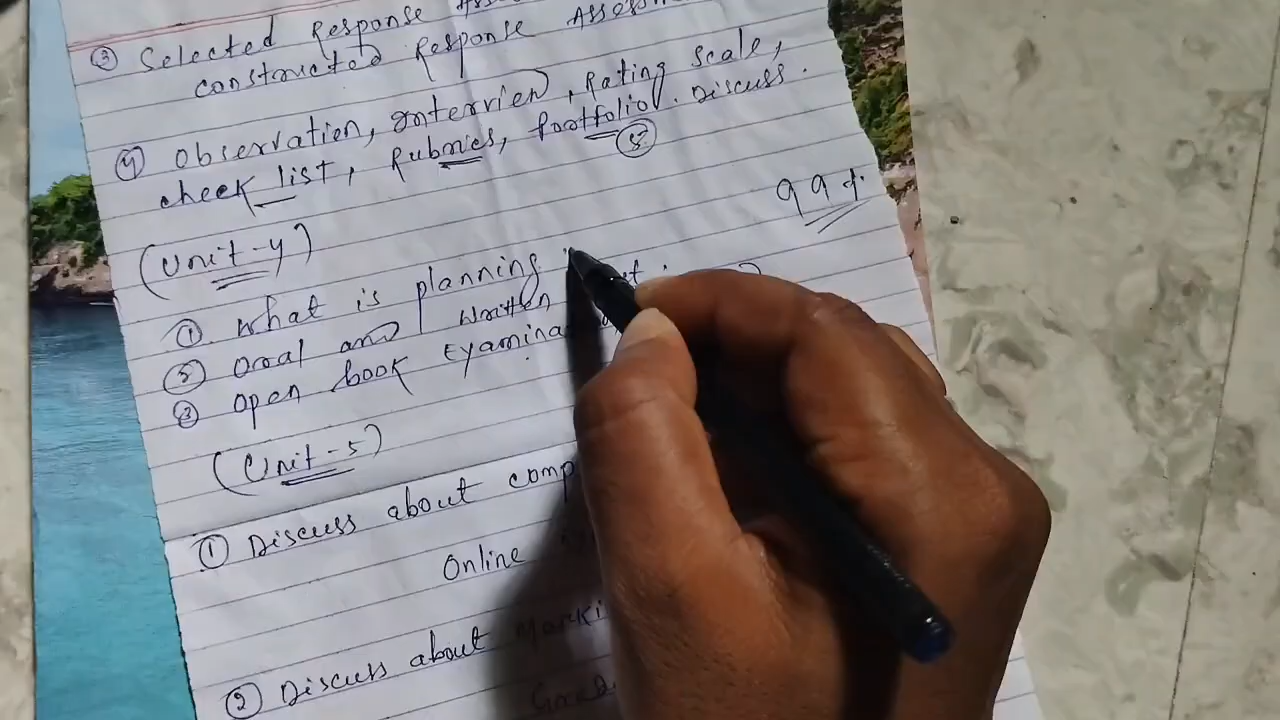 ③ Selected Response
constructed Response
④ Observation, interview, Rating scale,
check list, Rubrics, Portfolio. Discuss.
⑤
99+
(Unit-4)
① What is planning
② Oral and written
③ Open book
(Unit-5)
① Discuss about
Online
② Discuss about